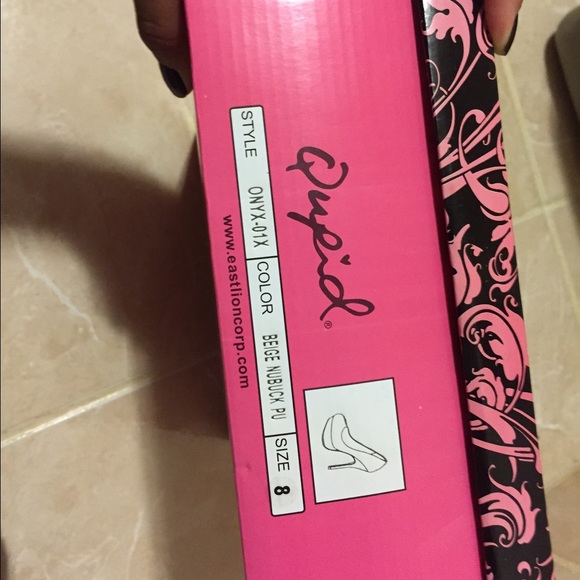 Qupid®
STYLE ONYX-01X COLOR BEIGE NUBUCK PU SIZE 8
www.eastlioncorp.com